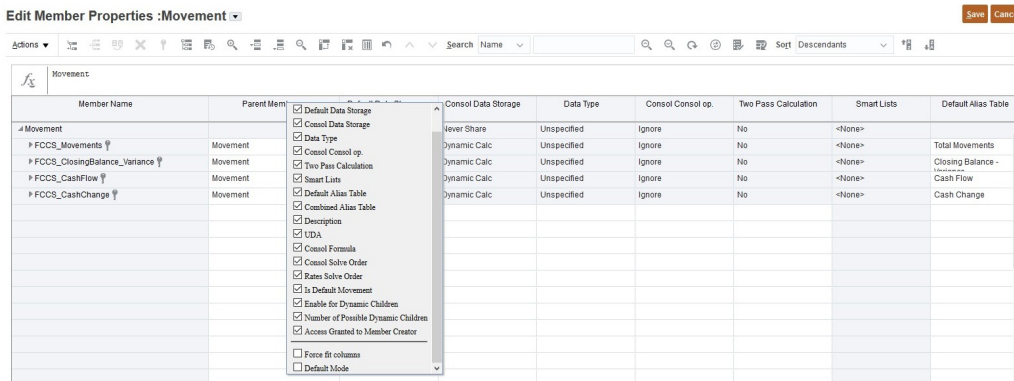 Edit Member Properties :Movement
Save Cance
Actions Search Name Sort Descendants
fx Movement
Member Name Parent Mem Consol Data Storage Data Type Consol Consol op. Two Pass Calculation Smart Lists Default Alias Table
Movement Never Share Unspecified Ignore No <None>
FCCS_Movements Movement Dynamic Calc Unspecified Ignore No <None> Total Movements
FCCS_ClosingBalance_Variance Movement Dynamic Calc Unspecified Ignore No <None> Closing Balance -
FCCS_CashFlow Movement Dynamic Calc Unspecified Ignore No <None> Cash Flow
FCCS_CashChange Movement Dynamic Calc Unspecified Ignore No <None> Cash Change
Default Data Storage
Consol Data Storage
Data Type
Consol Consol op.
Two Pass Calculation
Smart Lists
Default Alias Table
Combined Alias Table
Description
UDA
Consol Formula
Consol Solve Order
Rates Solve Order
Is Default Movement
Enable for Dynamic Children
Number of Possible Dynamic Children
Access Granted to Member Creator
Force fit columns
Default Mode